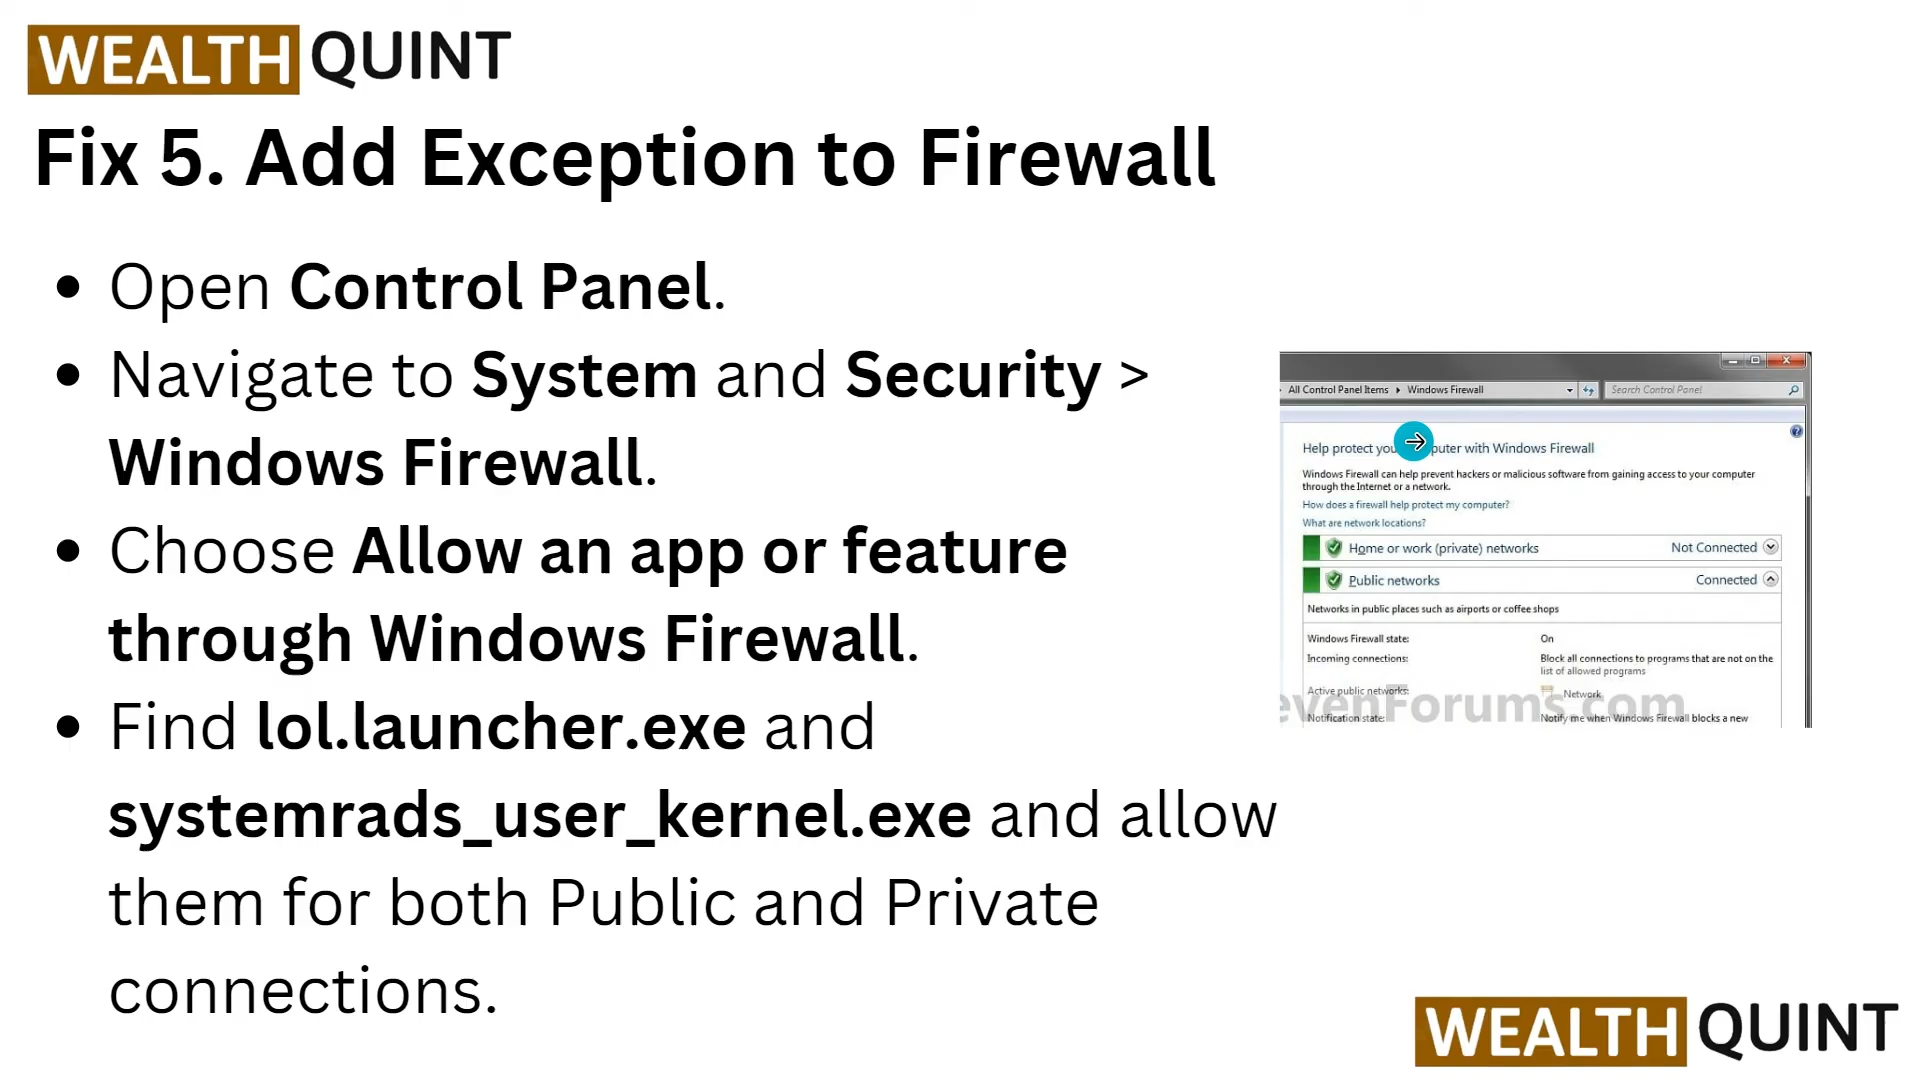 WEALTH QUINT
Fix 5. Add Exception to Firewall
• Open Control Panel.
• Navigate to System and Security >
Windows Firewall.
• Choose Allow an app or feature
through Windows Firewall.
• Find lol.launcher.exe and
systemrads_user_kernel.exe and allow
them for both Public and Private
connections.
All Control Panel Items Windows Firewall Search Control Panel
Help protect your computer with Windows Firewall
Windows Firewall can help prevent hackers or malicious software from gaining access to your computer
through the Internet or a network.
How does a firewall help protect my computer?
What are network locations?
Home or work (private) networks Not Connected
Public networks Connected
Networks in public places such as airports or coffee shops
Windows Firewall state: On
Incoming connections: Block all connections to programs that are not on the
list of allowed programs
Active public networks: Network
evenForums.com
Notification state: Notify me when Windows Firewall blocks a new
WEALTH QUINT